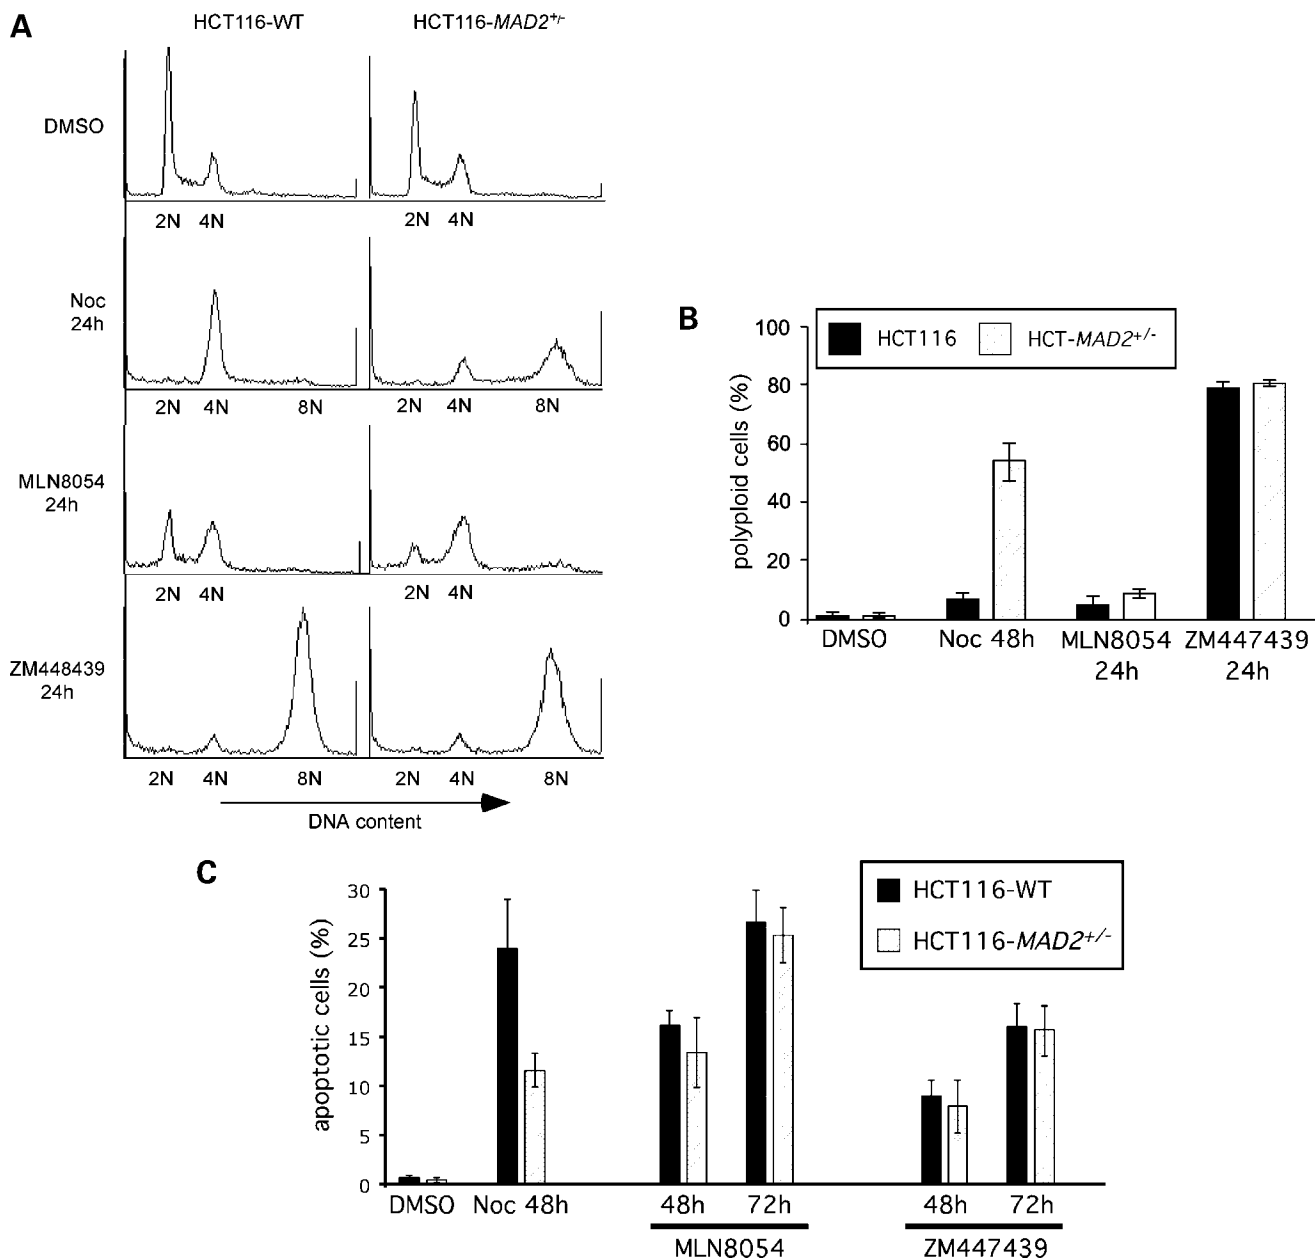 A
HCT116-WT
HCT116-MAD2+/-
DMSO
2N 4N
2N 4N
Noc
24h
2N 4N 8N
2N 4N 8N
MLN8054
24h
2N 4N
2N 4N
ZM448439
24h
2N 4N 8N
2N 4N 8N
DNA content
B
polyploid cells (%)
100
80
60
40
20
0
HCT116
HCT-MAD2+/-
DMSO
Noc 48h
MLN8054
24h
ZM447439
24h
C
apoptotic cells (%)
30
25
20
15
10
5
0
HCT116-WT
HCT116-MAD2+/-
DMSO
Noc 48h
48h 72h
MLN8054
48h 72h
ZM447439